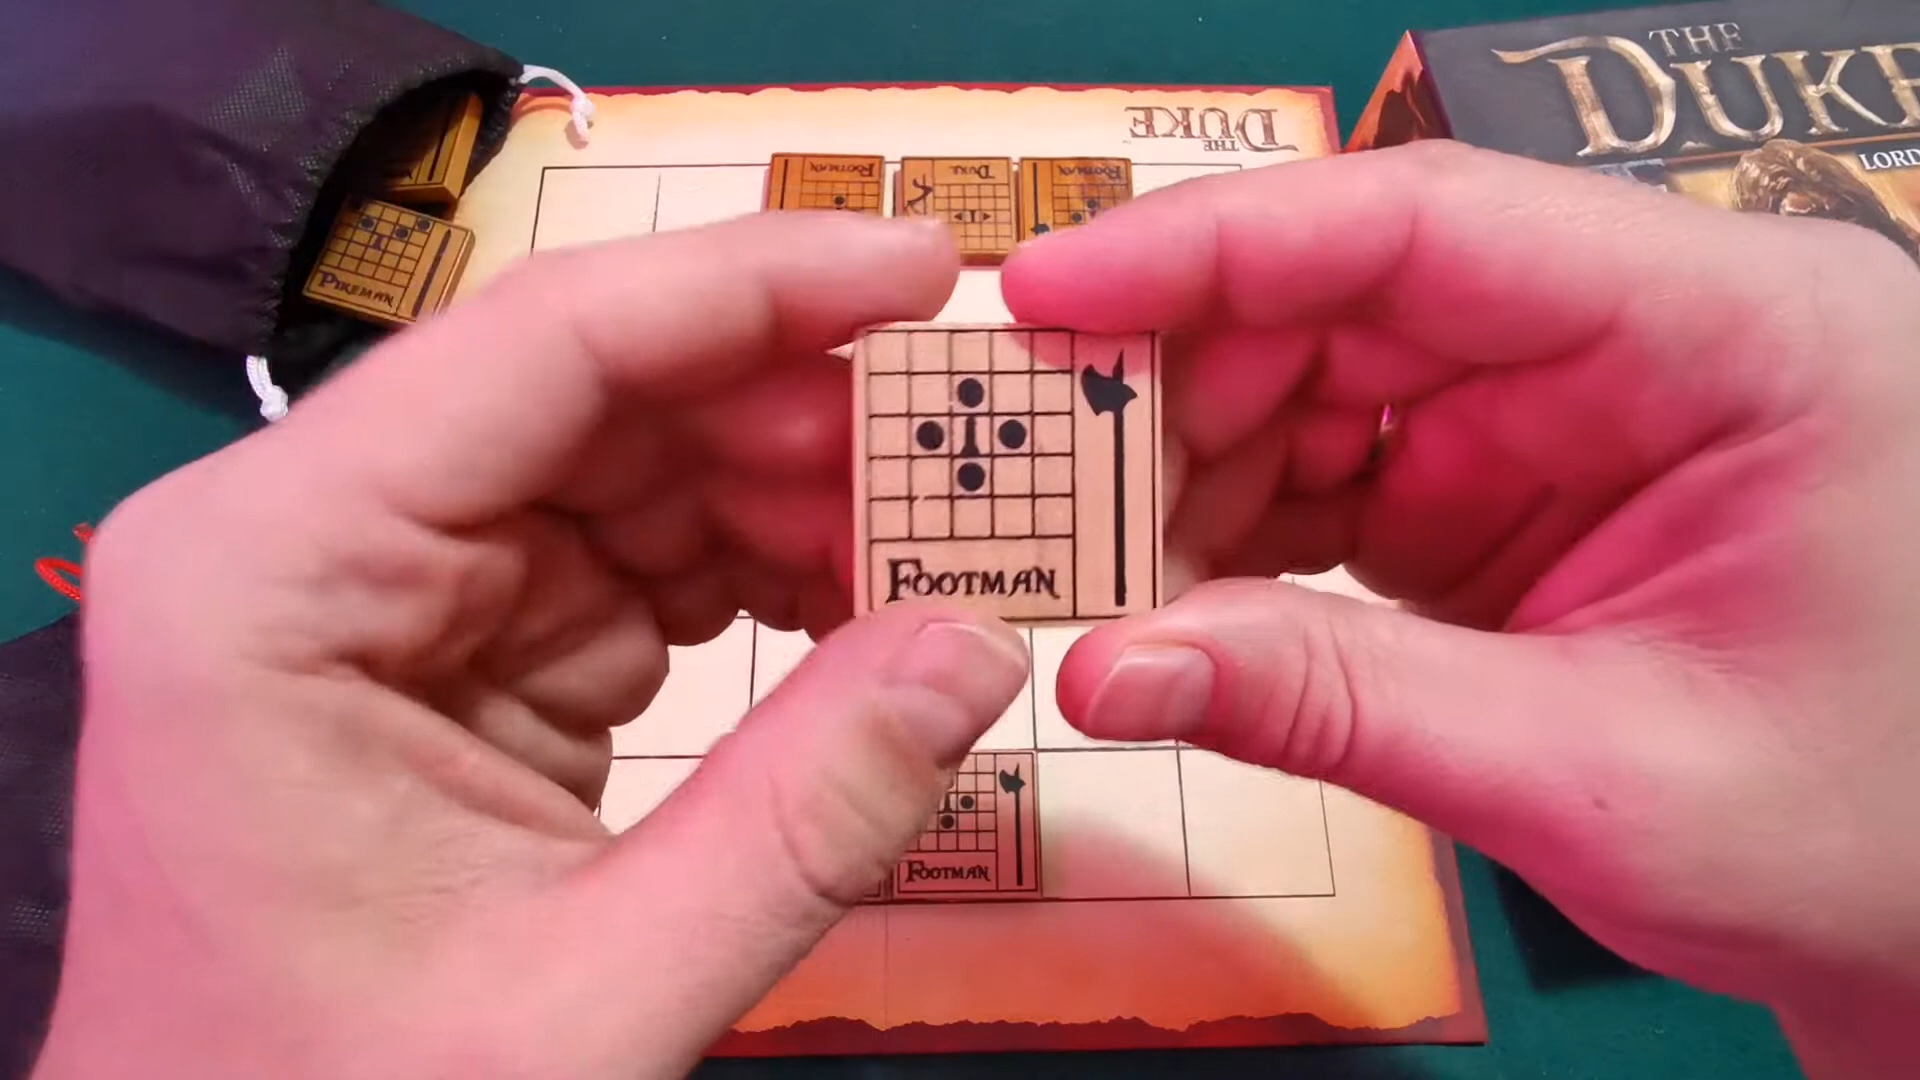 THE
DUKE
LORD
THE
DUKE
FOOTMAN
DUKE
FOOTMAN
PIKEMAN
FOOTMAN
FOOTMAN